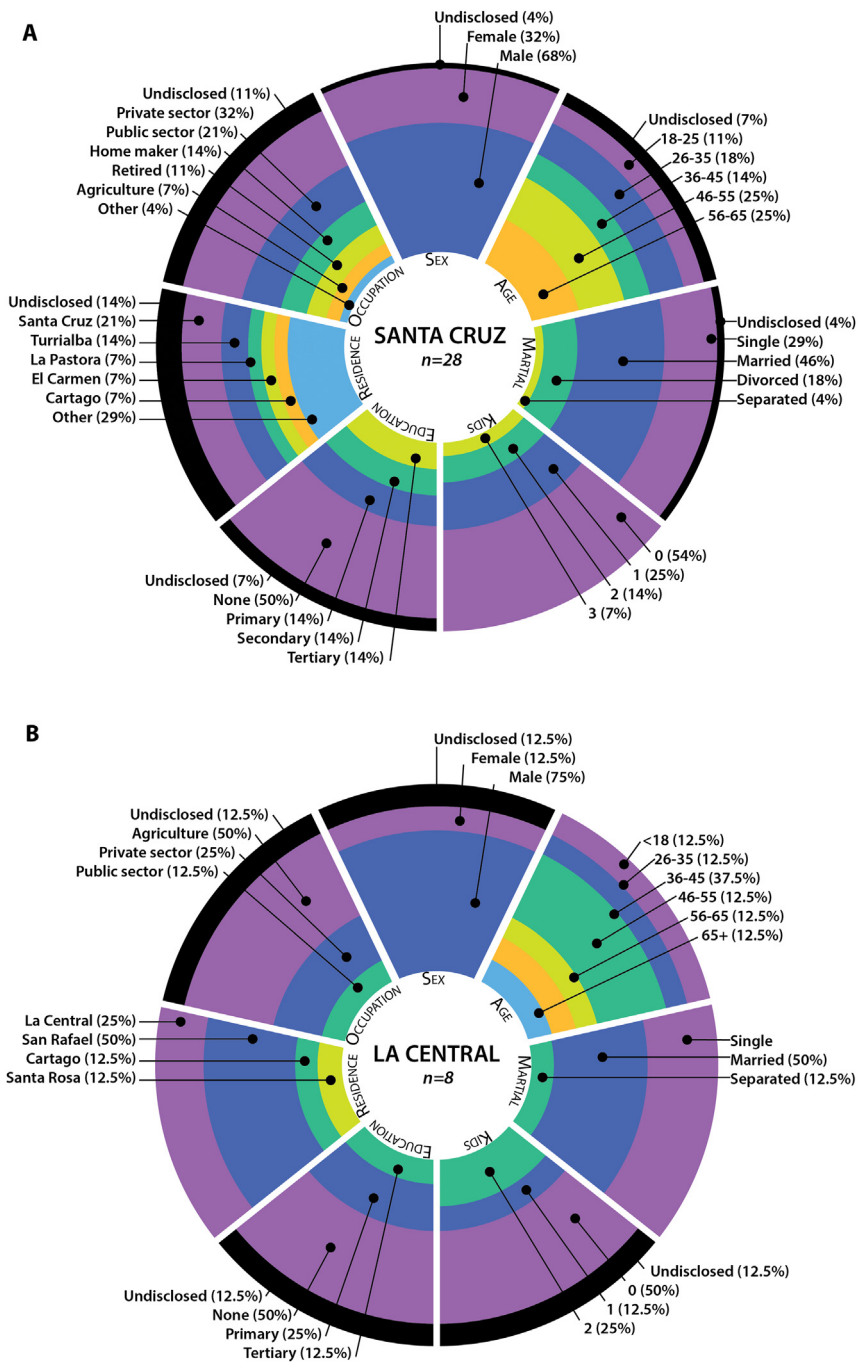 A
Undisclosed (4%)
Female (32%)
Male (68%)
Undisclosed (11%)
Private sector (32%)
Public sector (21%)
Home maker (14%)
Retired (11%)
Agriculture (7%)
Other (4%)
Undisclosed (7%)
18-25 (11%)
26-35 (18%)
36-45 (14%)
46-55 (25%)
56-65 (25%)
Undisclosed (14%)
Santa Cruz (21%)
Turrialba (14%)
La Pastora (7%)
El Carmen (7%)
Cartago (7%)
Other (29%)
Undisclosed (4%)
Single (29%)
Married (46%)
Divorced (18%)
Separated (4%)
SEX
AGE
MARTIAL
KIDS
EDUCATION
RESIDENCE
OCCUPATION
SANTA CRUZ
n=28
Undisclosed (7%)
None (50%)
Primary (14%)
Secondary (14%)
Tertiary (14%)
0 (54%)
1 (25%)
2 (14%)
3 (7%)
B
Undisclosed (12.5%)
Female (12.5%)
Male (75%)
Undisclosed (12.5%)
Agriculture (50%)
Private sector (25%)
Public sector (12.5%)
<18 (12.5%)
26-35 (12.5%)
36-45 (37.5%)
46-55 (12.5%)
56-65 (12.5%)
65+ (12.5%)
La Central (25%)
San Rafael (50%)
Cartago (12.5%)
Santa Rosa (12.5%)
Single
Married (50%)
Separated (12.5%)
SEX
AGE
MARTIAL
KIDS
EDUCATION
RESIDENCE
OCCUPATION
LA CENTRAL
n=8
Undisclosed (12.5%)
None (50%)
Primary (25%)
Tertiary (12.5%)
Undisclosed (12.5%)
0 (50%)
1 (12.5%)
2 (25%)